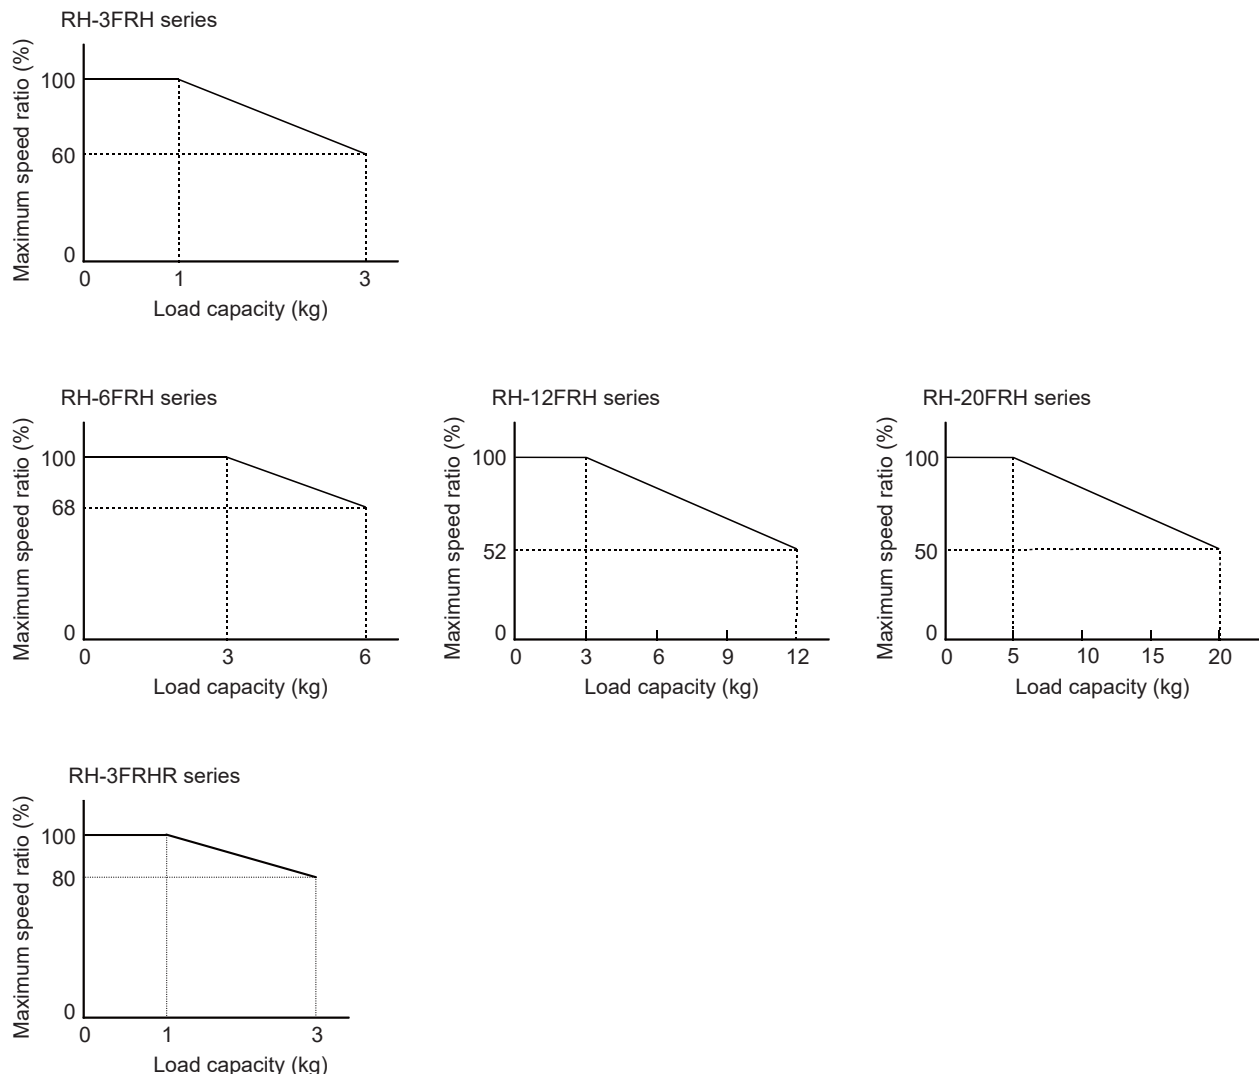 RH-3FRH series
Maximum speed ratio (%)
100
60
0
0 1 3
Load capacity (kg)
RH-6FRH series
Maximum speed ratio (%)
100
68
0
0 3 6
Load capacity (kg)
RH-12FRH series
Maximum speed ratio (%)
100
52
0
0 3 6 9 12
Load capacity (kg)
RH-20FRH series
Maximum speed ratio (%)
100
50
0
0 5 10 15 20
Load capacity (kg)
RH-3FRHR series
Maximum speed ratio (%)
100
80
0
0 1 3
Load capacity (kg)